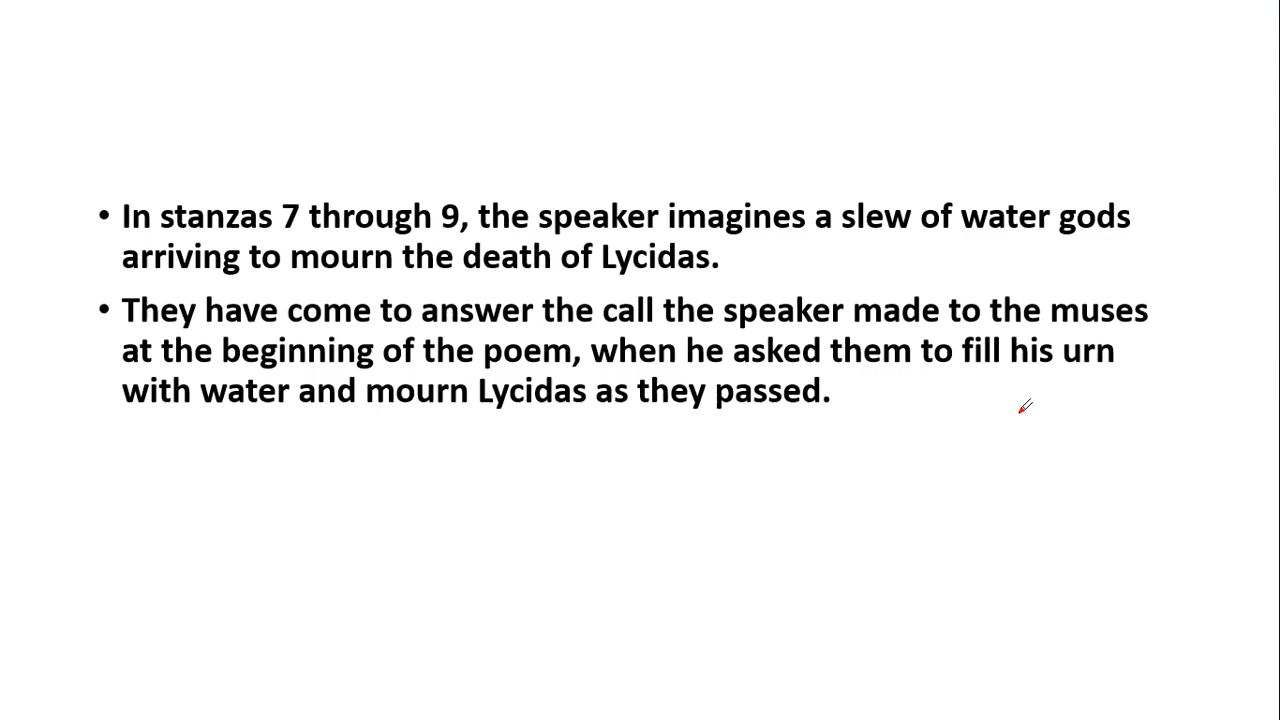 • In stanzas 7 through 9, the speaker imagines a slew of water gods
arriving to mourn the death of Lycidas.
• They have come to answer the call the speaker made to the muses
at the beginning of the poem, when he asked them to fill his urn
with water and mourn Lycidas as they passed.